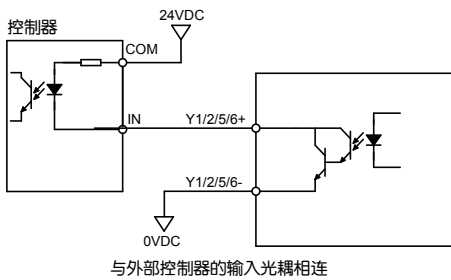 24VDC
控制器
COM
IN
Y1/2/5/6+
Y1/2/5/6-
0VDC
与外部控制器的输入光耦相连